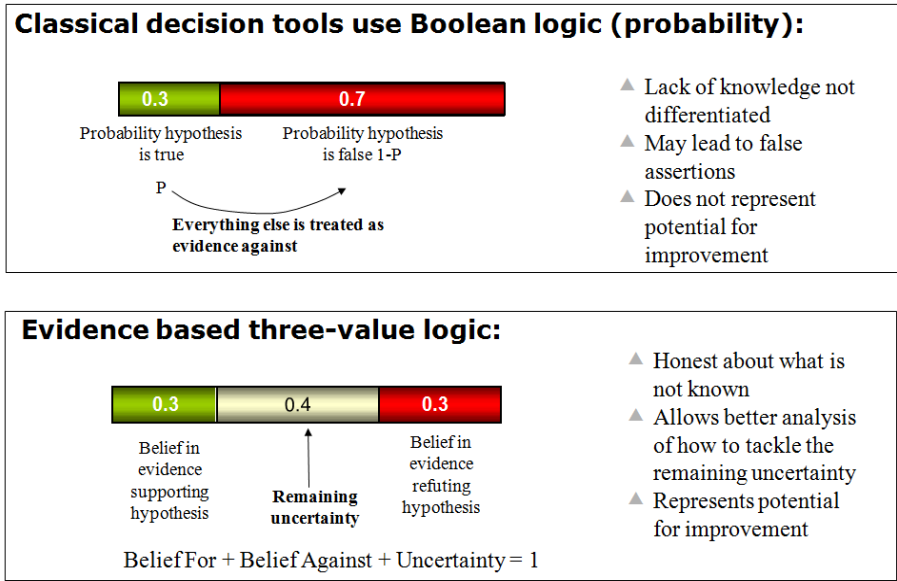 Classical decision tools use Boolean logic (probability):
0.3
0.7
Probability hypothesis
is true
Probability hypothesis
is false 1-P
P
Everything else is treated as
evidence against
Lack of knowledge not
differentiated
May lead to false
assertions
Does not represent
potential for
improvement
Evidence based three-value logic:
0.3
0.4
0.3
Belief in
evidence
supporting
hypothesis
Remaining
uncertainty
Belief in
evidence
refuting
hypothesis
Belief For + Belief Against + Uncertainty = 1
Honest about what is
not known
Allows better analysis
of how to tackle the
remaining uncertainty
Represents potential
for improvement